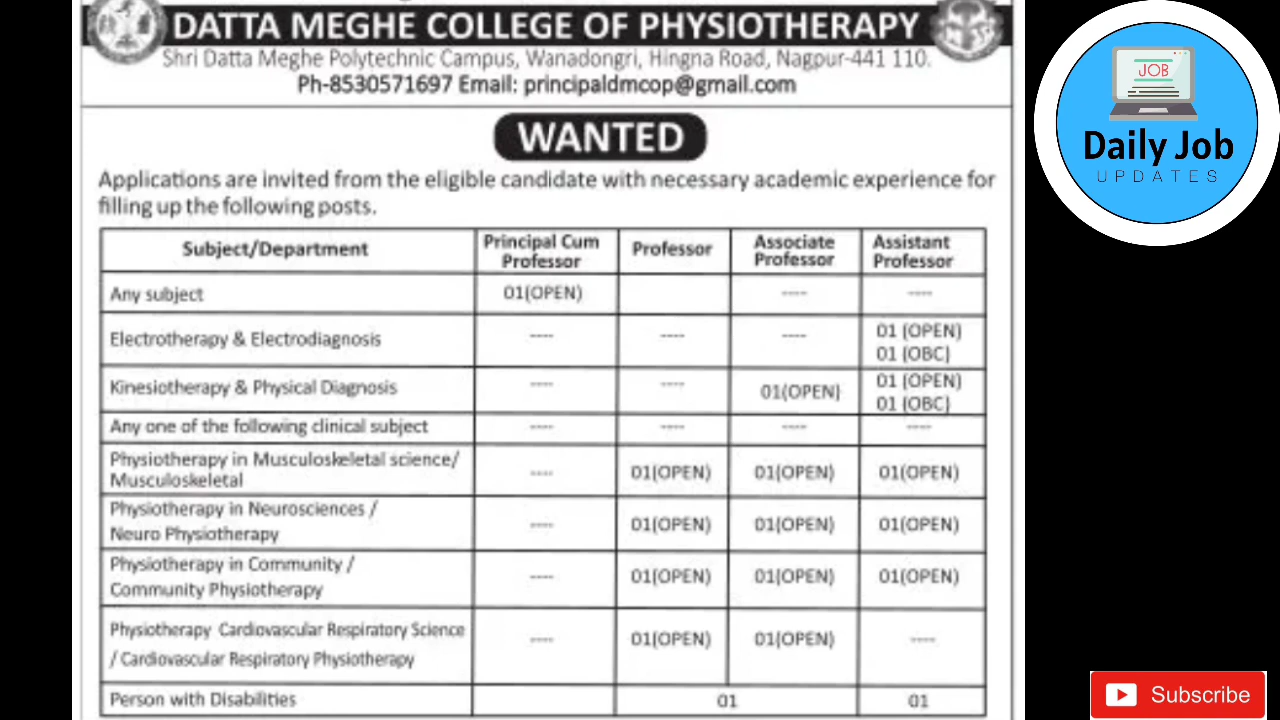 DATTA MEGHE COLLEGE OF PHYSIOTHERAPY
Shri Datta Meghe Polytechnic Campus, Wanadongri, Hingna Road, Nagpur-441 110.
Ph-8530571697 Email: principaldmcop@gmail.com
WANTED
Applications are invited from the eligible candidate with necessary academic experience for
filling up the following posts.
Subject/Department Principal Cum Professor Professor Associate Professor Assistant Professor
Any subject 01(OPEN) ---- ----
Electrotherapy & Electrodiagnosis ---- ---- ---- 01 (OPEN)
01 (OBC)
Kinesiotherapy & Physical Diagnosis ---- ---- 01(OPEN) 01 (OPEN)
01 (OBC)
Any one of the following clinical subject ---- ---- ---- ----
Physiotherapy in Musculoskeletal science/
Musculoskeletal ---- 01(OPEN) 01(OPEN) 01(OPEN)
Physiotherapy in Neurosciences /
Neuro Physiotherapy ---- 01(OPEN) 01(OPEN) 01(OPEN)
Physiotherapy in Community /
Community Physiotherapy ---- 01(OPEN) 01(OPEN) 01(OPEN)
Physiotherapy Cardiovascular Respiratory Science
/ Cardiovascular Respiratory Physiotherapy ---- 01(OPEN) 01(OPEN) ----
Person with Disabilities 01 01
JOB
Daily Job
UPDATES
Subscribe